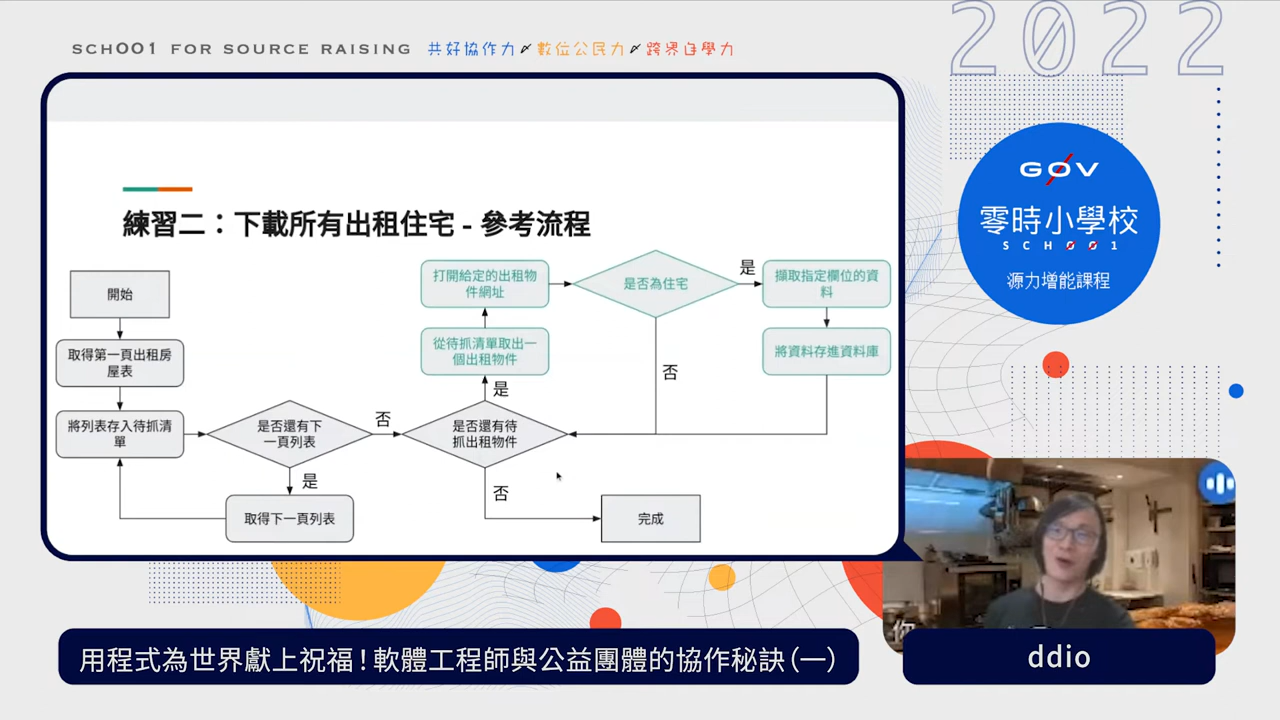 SCHOO1 FOR SOURCE RAISING 共好協作力 數位公民力 跨界自學力
2022
GOV
零時小學校
SCHOO1
源力增能課程
練習二：下載所有出租住宅 - 參考流程
開始
取得第一頁出租房
屋表
將列表存入待抓清
單
是否還有下
一頁列表
是
取得下一頁列表
否
是否還有待
抓出租物件
是
從待抓清單取出一
個出租物件
打開給定的出租物
件網址
是否為住宅
是
擷取指定欄位的資
料
將資料存進資料庫
否
否
完成
你
用程式為世界獻上祝福！軟體工程師與公益團體的協作秘訣（一）
ddio